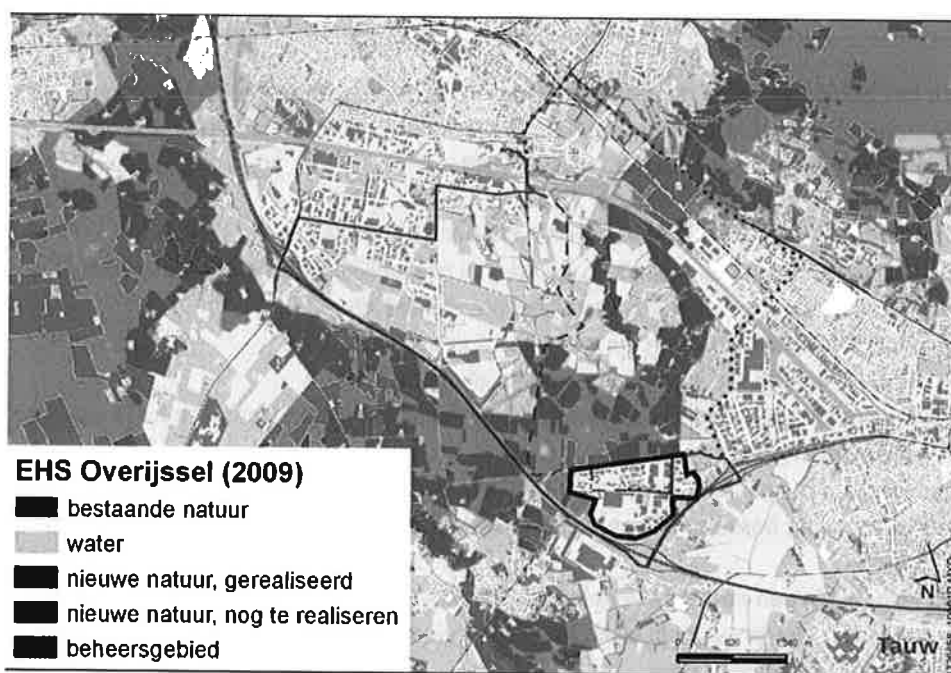 EHS Overijssel (2009)
bestaande natuur
water
nieuwe natuur, gerealiseerd
nieuwe natuur, nog te realiseren
beheersgebied
N
Tauw